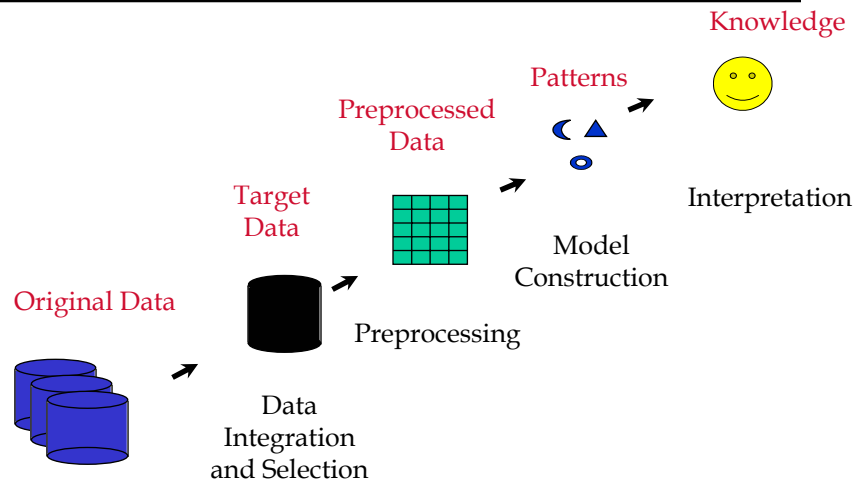 Knowledge
Patterns
Preprocessed
Data
Target
Data
Interpretation
Model
Construction
Original Data
Preprocessing
Data
Integration
and Selection